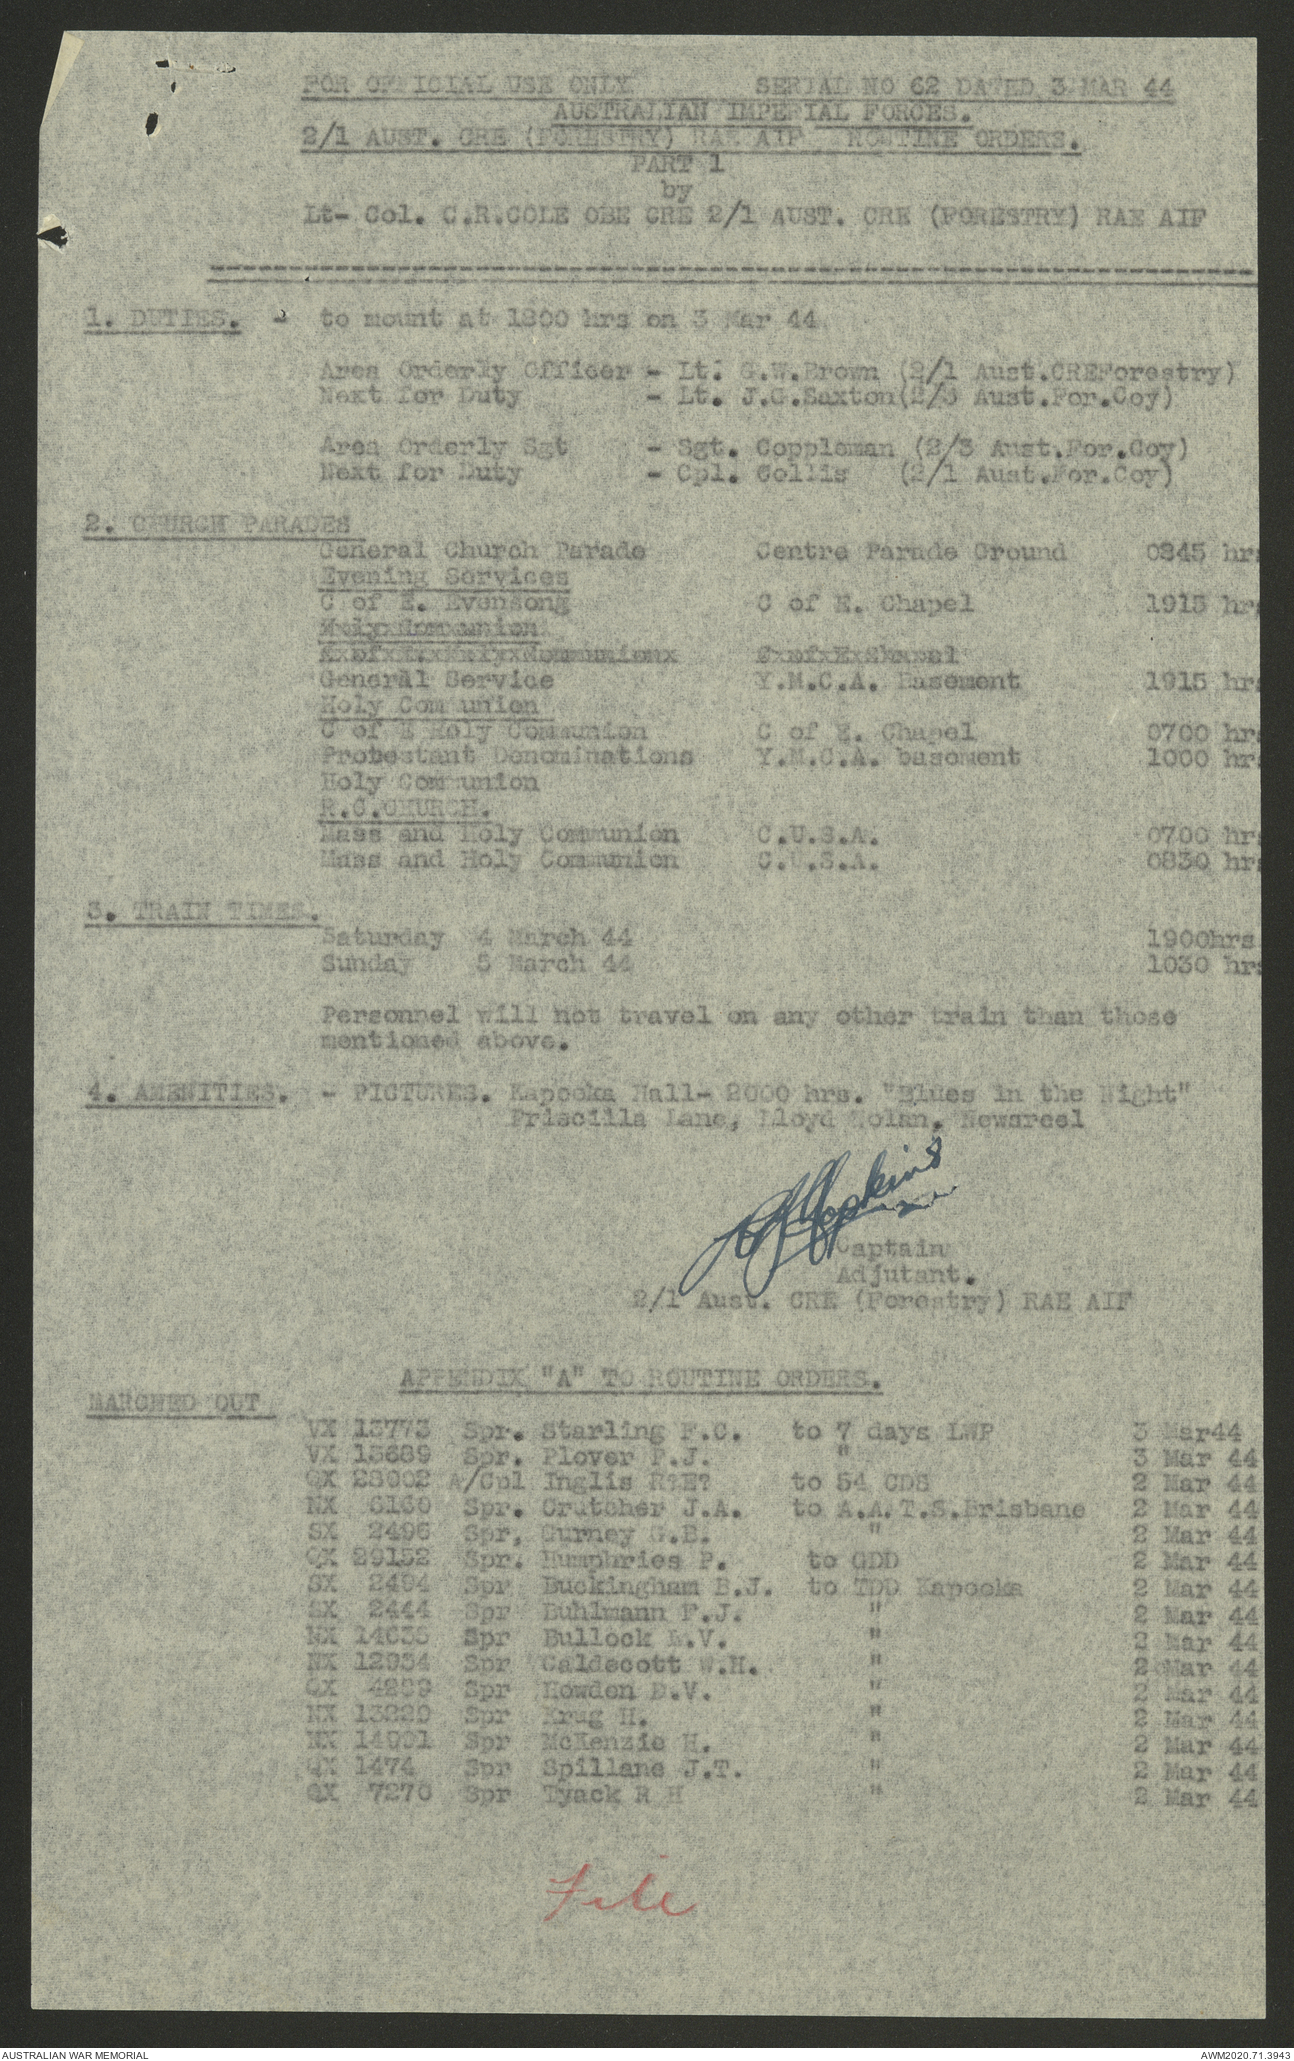 FOR OFFICIAL USE ONLY SERIAL NO 62 DATED 3 MAR 44
AUSTRALIAN IMPERIAL FORCES.
2/1 AUST. CRE (FORESTRY) RAE AIF ROUTINE ORDERS.
PART 1
by
Lt- Col. C.R.COLE OBE CRE 2/1 AUST. CRE (FORESTRY) RAE AIF
1. DUTIES. - to mount at 1800 hrs on 3 Mar 44
Area Orderly Officer - Lt. G.W.Brown (2/1 Aust.CREForestry)
Next for Duty - Lt. J.G.Saxton(2/3 Aust.For.Coy)
Area Orderly Sgt - Sgt. Coppleman (2/3 Aust.For.Coy)
Next for Duty - Cpl. Collis (2/1 Aust.For.Coy)
2. CHURCH PARADES
General Church Parade Centre Parade Ground 0845 hrs
Evening Services
C of E. Evensong C of E. Chapel 1915 hrs
Holy Communion
General Service Y.M.C.A. Basement 1915 hrs
Holy Communion
C of E Holy Communion C of E. Chapel 0700 hrs
Protestant Denominations Y.M.C.A. basement 1000 hrs
Holy Communion
R.C.CHURCH.
Mass and Holy Communion C.U.S.A. 0700 hrs
Mass and Holy Communion C.U.S.A. 0830 hrs
3. TRAIN TIMES.
Saturday 4 March 44 1900hrs
Sunday 5 March 44 1030 hrs
Personnel will not travel on any other train than those
mentioned above.
4. AMENITIES. - PICTURES. Kapooka Hall- 2000 hrs. "Blues in the Night"
Priscilla Lane, Lloyd Nolan, Newsreel
Hopkins
Captain
Adjutant.
2/1 Aust. CRE (Forestry) RAE AIF
APPENDIX "A" TO ROUTINE ORDERS.
MARCHED OUT
VX 13773 Spr. Starling F.C. to 7 days LWP 3 Mar44
VX 15689 Spr. Plover P.J. " 3 Mar 44
QX 23002 A/Cpl Inglis R?E? to 54 CDS 2 Mar 44
NX 6160 Spr. Crutcher J.A. to A.A.T.S.Brisbane 2 Mar 44
SX 2496 Spr. Gurney G.E. " 2 Mar 44
QX 29152 Spr. Humphries P. to GDD 2 Mar 44
SX 2494 Spr Buckingham B.J. to TDD Kapooka 2 Mar 44
SX 2444 Spr Buhlmann F.J. " 2 Mar 44
NX 14638 Spr Bullock V. " 2 Mar 44
NX 12954 Spr Caldecott W.H. " 2 Mar 44
QX 4299 Spr Howden D.V. " 2 Mar 44
NX 13229 Spr Krug H. " 2 Mar 44
NX 14901 Spr McKenzie H. " 2 Mar 44
QX 1474 Spr Spillane J.T. " 2 Mar 44
QX 7270 Spr Tyack R H " 2 Mar 44
File
AUSTRALIAN WAR MEMORIAL AWM2020.71.3943